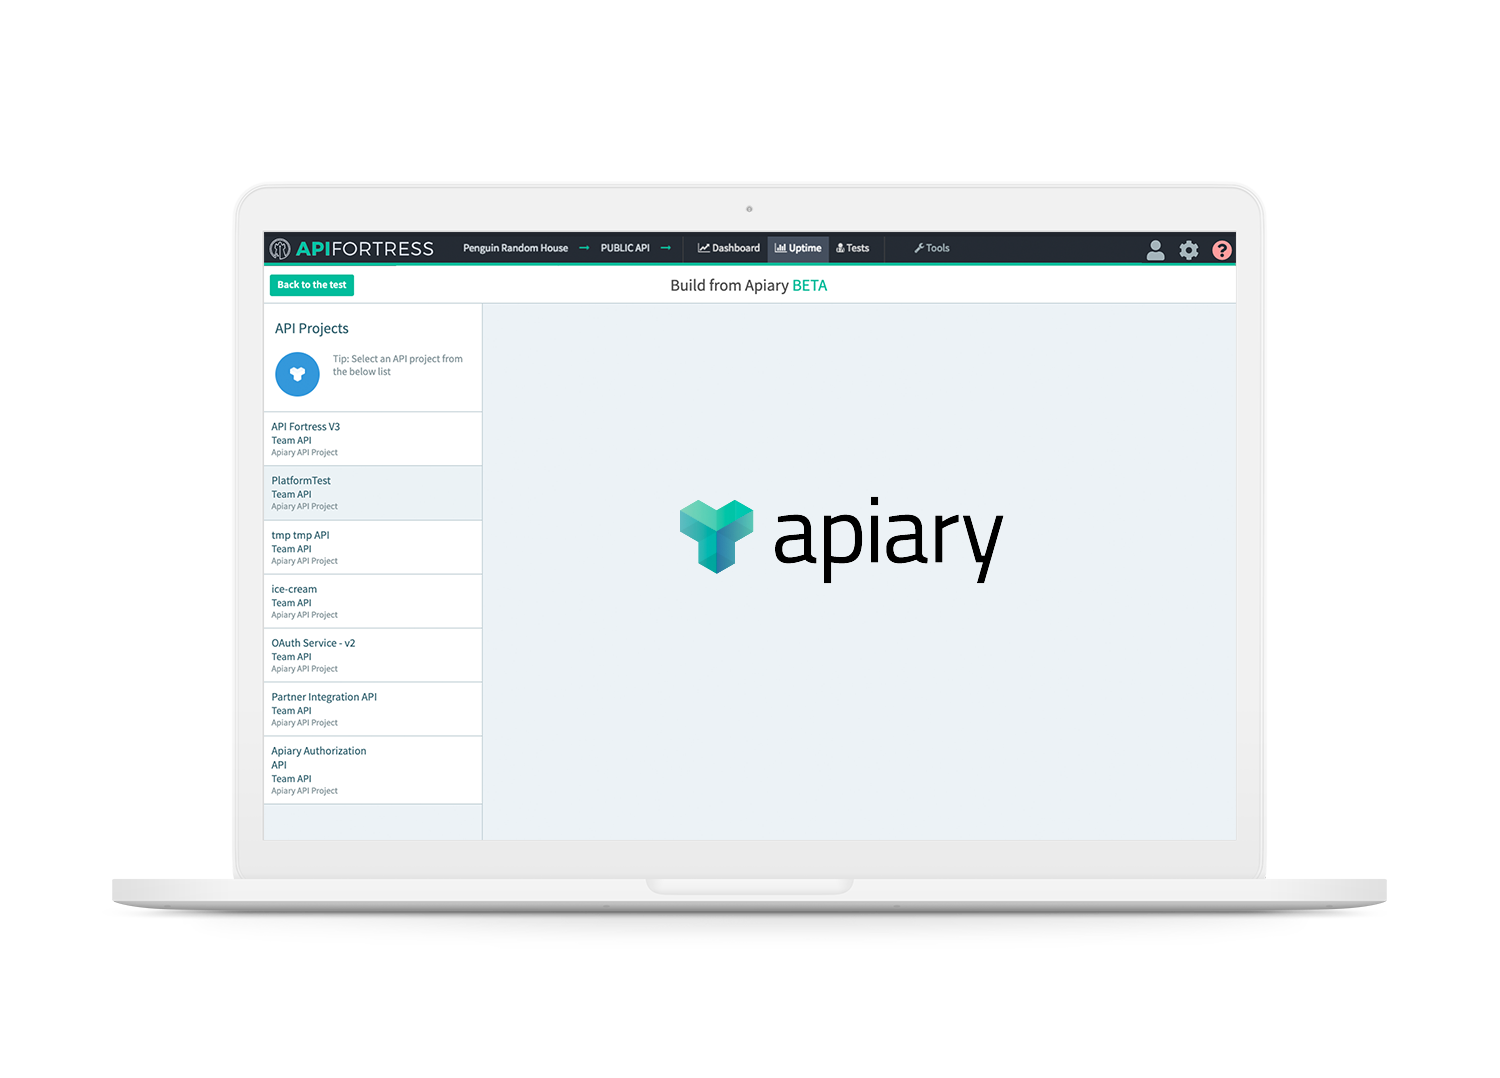 APIFORTRESS Penguin Random House PUBLIC API Dashboard Uptime Tests Tools ?
Back to the test
Build from Apiary BETA
API Projects
Tip: Select an API project from
the below list
API Fortress V3
Team API
Apiary API Project
PlatformTest
Team API
Apiary API Project
tmp tmp API
Team API
Apiary API Project
ice-cream
Team API
Apiary API Project
OAuth Service - v2
Team API
Apiary API Project
Partner Integration API
Team API
Apiary API Project
Apiary Authorization
API
Team API
Apiary API Project
apiary